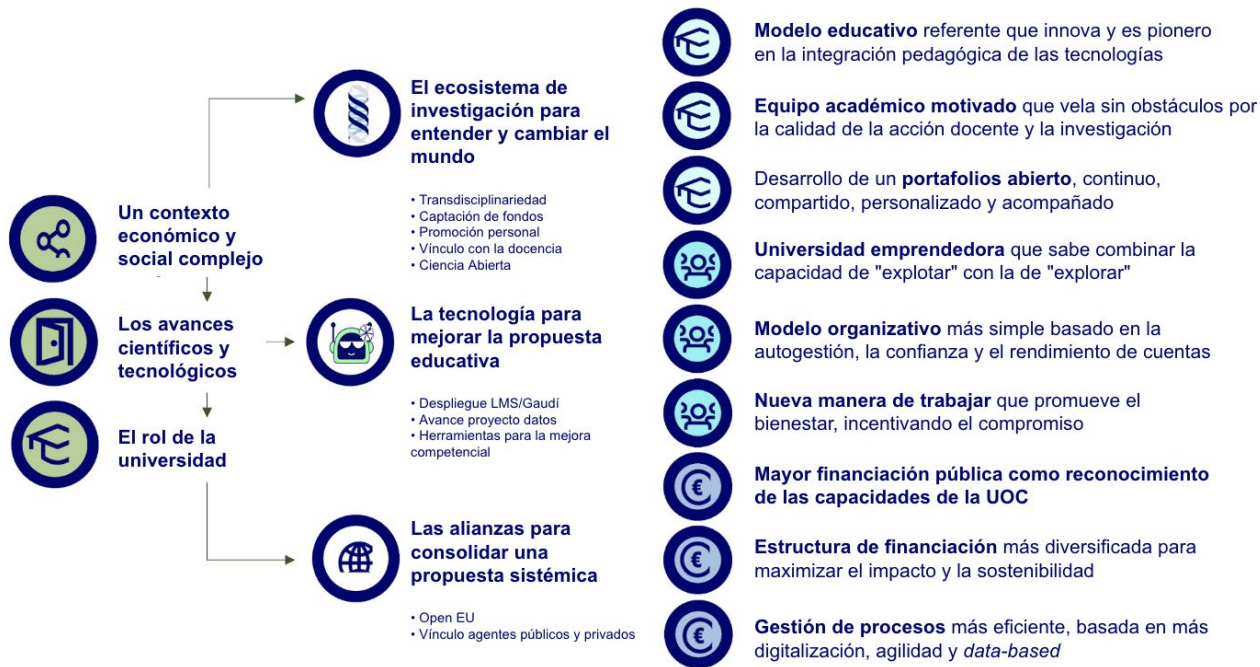 Un contexto
económico y
social complejo
Los avances
científicos y
tecnológicos
El rol de la
universidad
El ecosistema de
investigación para
entender y cambiar el
mundo
• Transdisciplinariedad
• Captación de fondos
• Promoción personal
• Vínculo con la docencia
• Ciencia Abierta
La tecnología para
mejorar la propuesta
educativa
• Despliegue LMS/Gaudí
• Avance proyecto datos
• Herramientas para la mejora
competencial
Las alianzas para
consolidar una
propuesta sistémica
• Open EU
• Vínculo agentes públicos y privados
Modelo educativo referente que innova y es pionero
en la integración pedagógica de las tecnologías
Equipo académico motivado que vela sin obstáculos por
la calidad de la acción docente y la investigación
Desarrollo de un portafolios abierto, continuo,
compartido, personalizado y acompañado
Universidad emprendedora que sabe combinar la
capacidad de "explotar" con la de "explorar"
Modelo organizativo más simple basado en la
autogestión, la confianza y el rendimiento de cuentas
Nueva manera de trabajar que promueve el
bienestar, incentivando el compromiso
€
Mayor financiación pública como reconocimiento
de las capacidades de la UOC
€
Estructura de financiación más diversificada para
maximizar el impacto y la sostenibilidad
€
Gestión de procesos más eficiente, basada en más
digitalización, agilidad y data-based